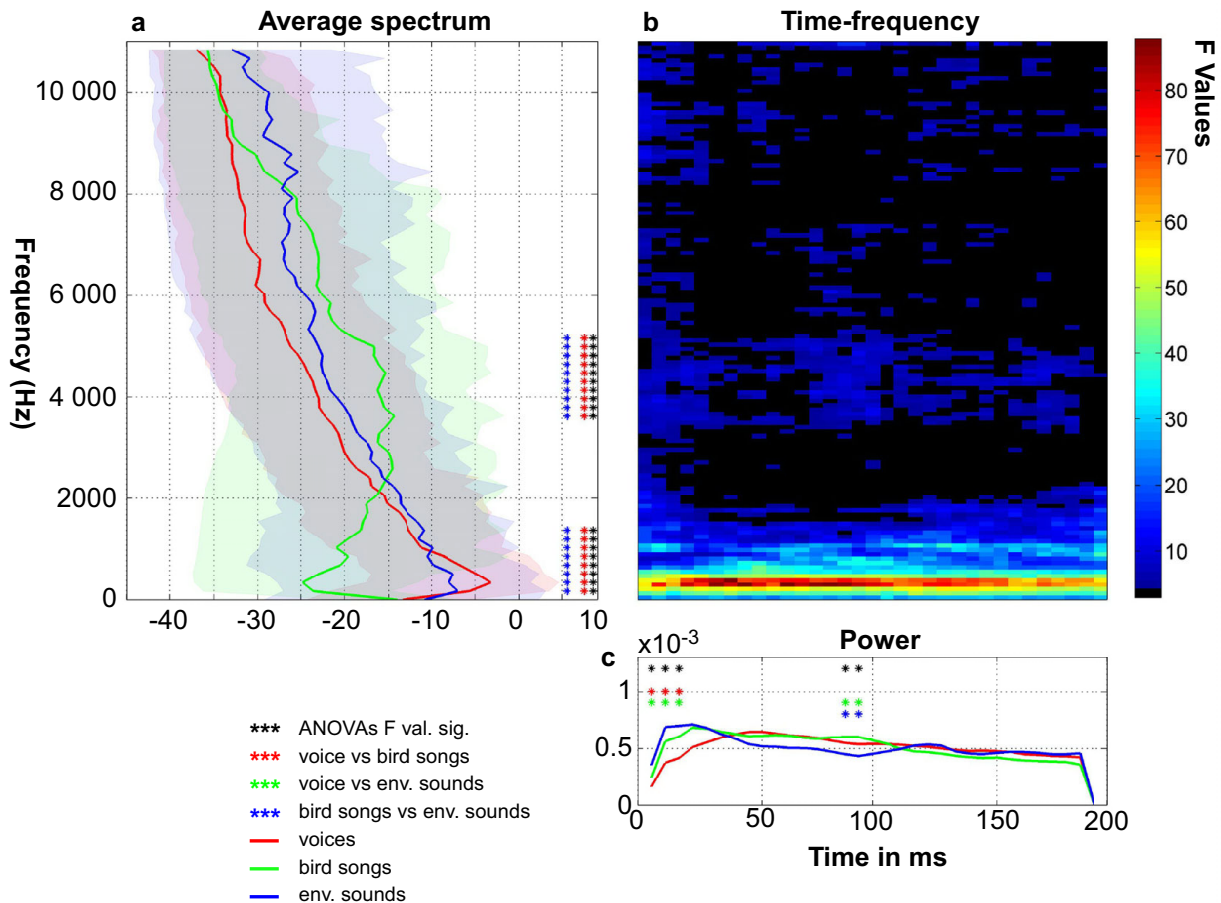 a Average spectrum
b Time-frequency
Frequency (Hz)
10 000
8 000
6 000
4 000
2000
0
-40 -30 -20 -10 0 10
F Values
80
70
60
50
40
30
20
10
c Power
x10-3
1
0.5
0
0 50 100 150 200
Time in ms
*** ANOVAs F val. sig.
*** voice vs bird songs
*** voice vs env. sounds
*** bird songs vs env. sounds
voices
bird songs
env. sounds